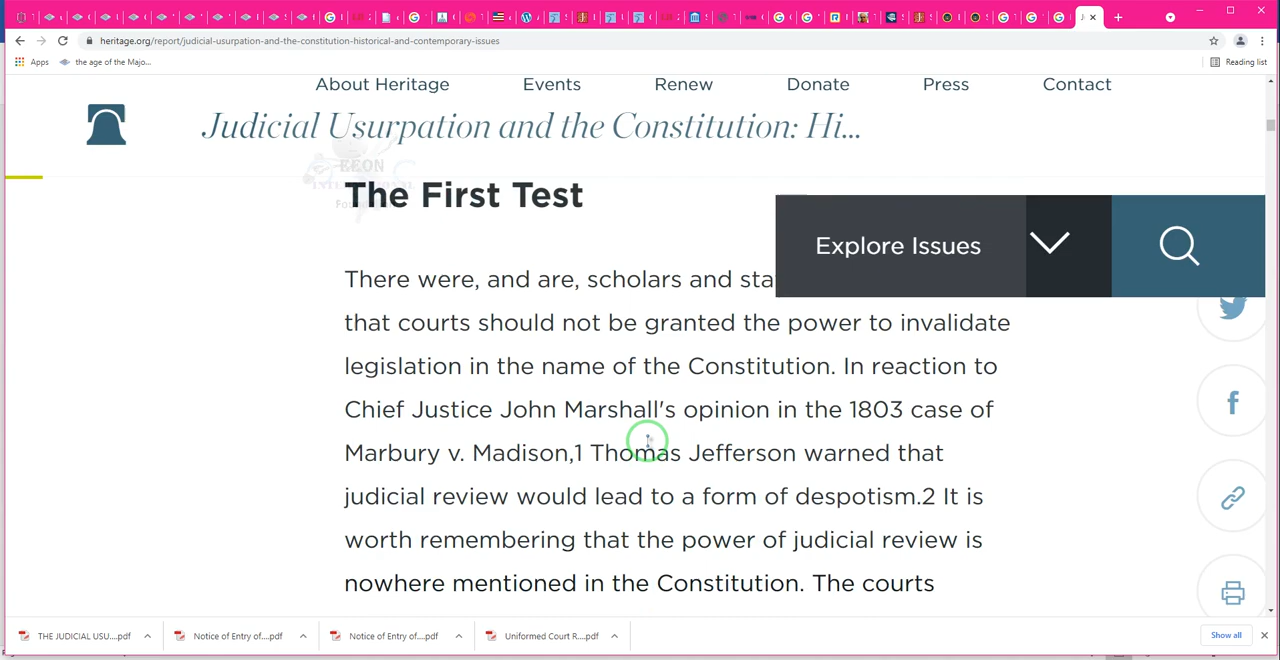 heritage.org/report/judicial-usurpation-and-the-constitution-historical-and-contemporary-issues
Apps the age of the Majo... Reading list
About Heritage Events Renew Donate Press Contact
Judicial Usurpation and the Constitution: Hi...
EEON
INTERNATIONAL
The First Test
Explore Issues
There were, and are, scholars and sta
that courts should not be granted the power to invalidate
legislation in the name of the Constitution. In reaction to
Chief Justice John Marshall's opinion in the 1803 case of
Marbury v. Madison,1 Thomas Jefferson warned that
judicial review would lead to a form of despotism.2 It is
worth remembering that the power of judicial review is
nowhere mentioned in the Constitution. The courts
THE JUDICIAL USU....pdf Notice of Entry of....pdf Notice of Entry of....pdf Uniformed Court R....pdf Show all